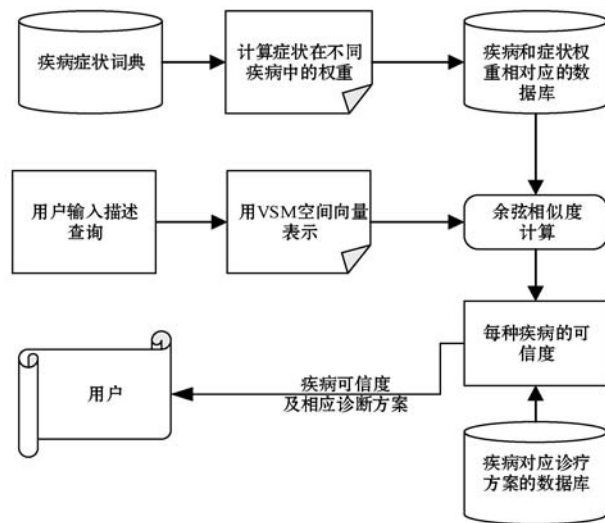 疾病症状词典
计算症状在不同
疾病中的权重
疾病和症状权
重相对应的数
据库
用户输入描述
查询
用VSM空间向量
表示
余弦相似度
计算
每种疾病的可
信度
用户
疾病可信度
及相应诊断方案
疾病对应诊疗
方案的数据库